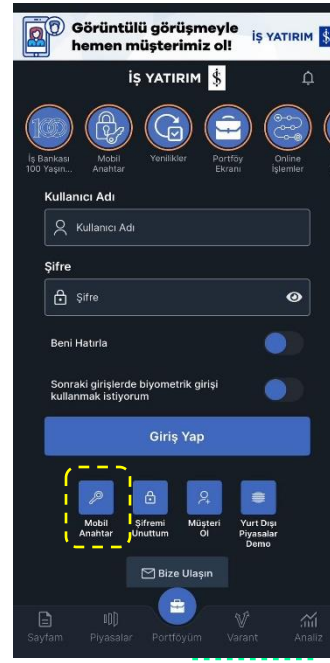 Görüntülü görüşmeyle
hemen müşterimiz ol!
İŞ YATIRIM
İŞ YATIRIM
100
İş Bankası
100 Yaşın...
Mobil
Anahtar
Yenilikler
Portföy
Ekranı
Online
İşlemler
Kullanıcı Adı
Kullanıcı Adı
Şifre
Şifre
Beni Hatırla
Sonraki girişlerde biyometrik girişi
kullanmak istiyorum
Giriş Yap
Mobil
Anahtar
Şifremi
Unuttum
Müşteri
Ol
Yurt Dışı
Piyasalar
Demo
Bize Ulaşın
Sayfam
Piyasalar
Portföyüm
Varant
Analiz